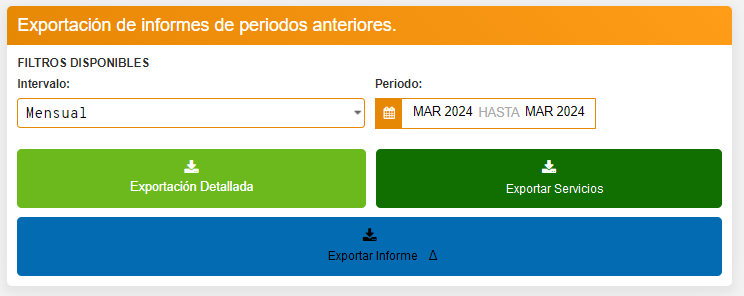 Exportación de informes de periodos anteriores.
FILTROS DISPONIBLES
Intervalo: Periodo:
Mensual MAR 2024 HASTA MAR 2024
Exportación Detallada Exportar Servicios
Exportar Informe Δ